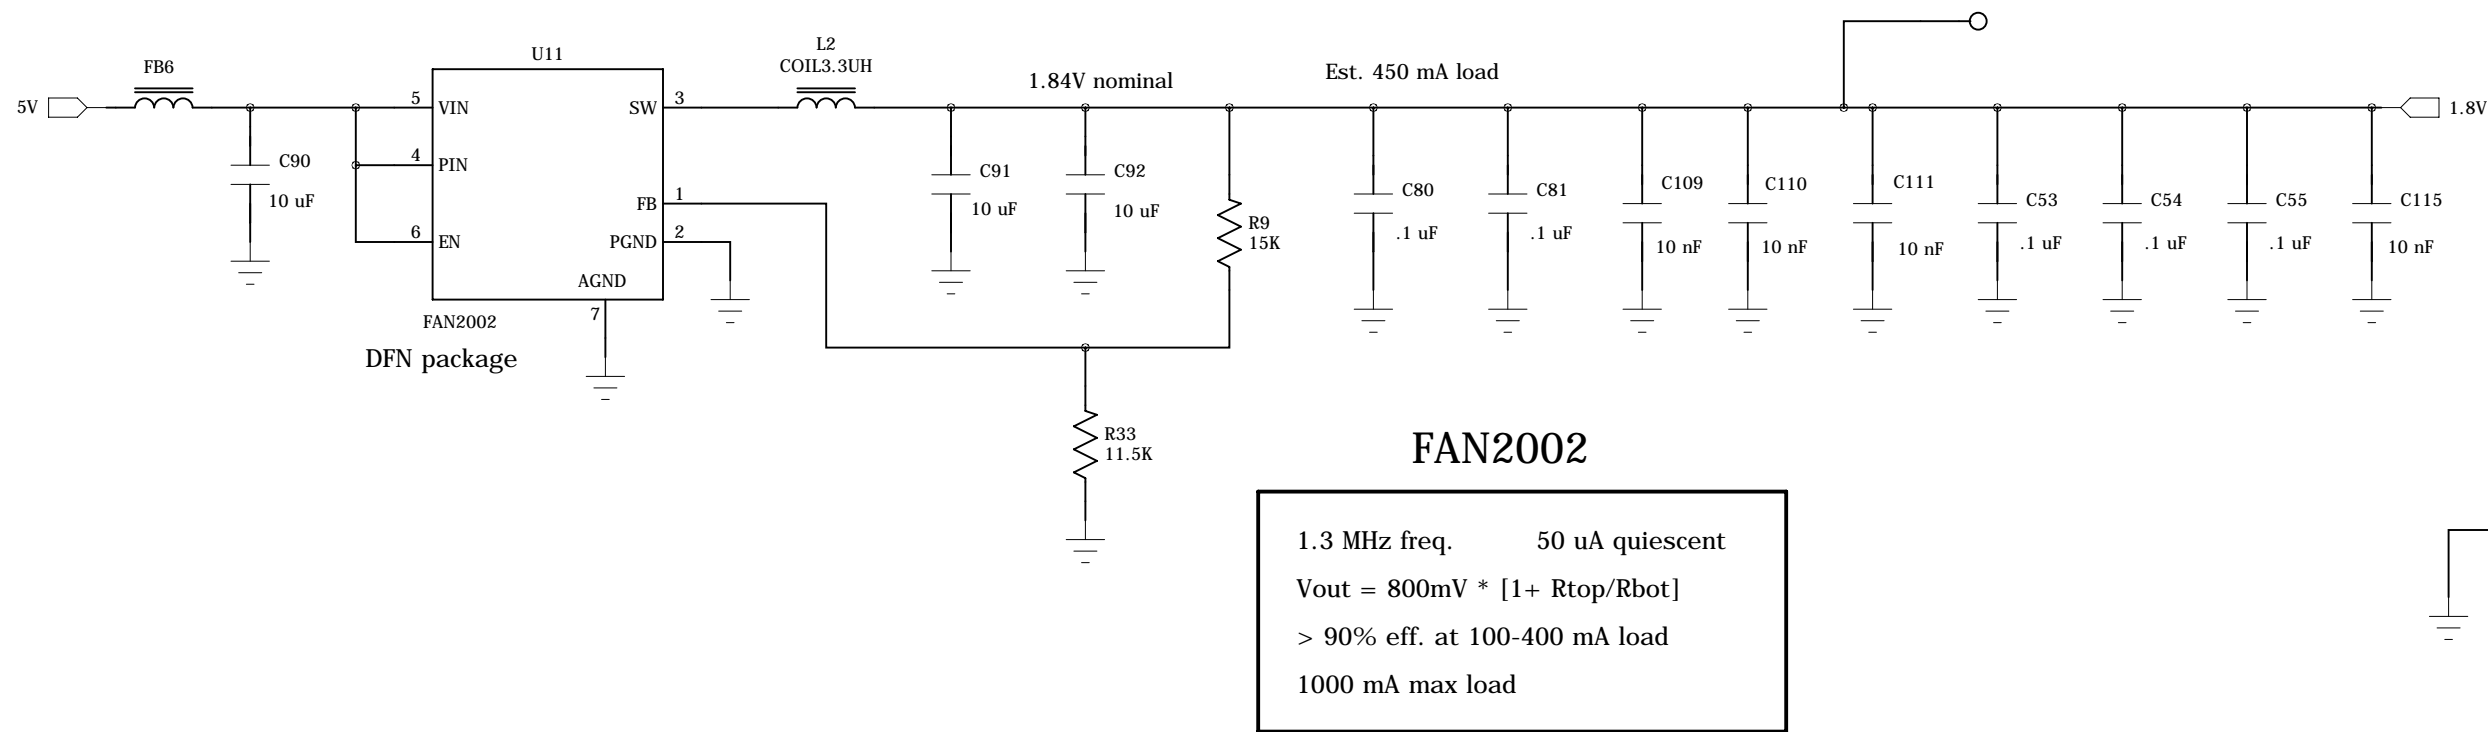 U11
L2
COIL3.3UH
FB6
1.84V nominal
Est. 450 mA load
5V
5
VIN
SW
3
1.8V
4
PIN
C90
10 uF
FB
1
6
EN
PGND
2
AGND
7
FAN2002
DFN package
C91
10 uF
C92
10 uF
R9
15K
C80
.1 uF
C81
.1 uF
C109
10 nF
C110
10 nF
C111
10 nF
C53
.1 uF
C54
.1 uF
C55
.1 uF
C115
10 nF
R33
11.5K
FAN2002
1.3 MHz freq. 50 uA quiescent
Vout = 800mV * [1+ Rtop/Rbot]
> 90% eff. at 100-400 mA load
1000 mA max load